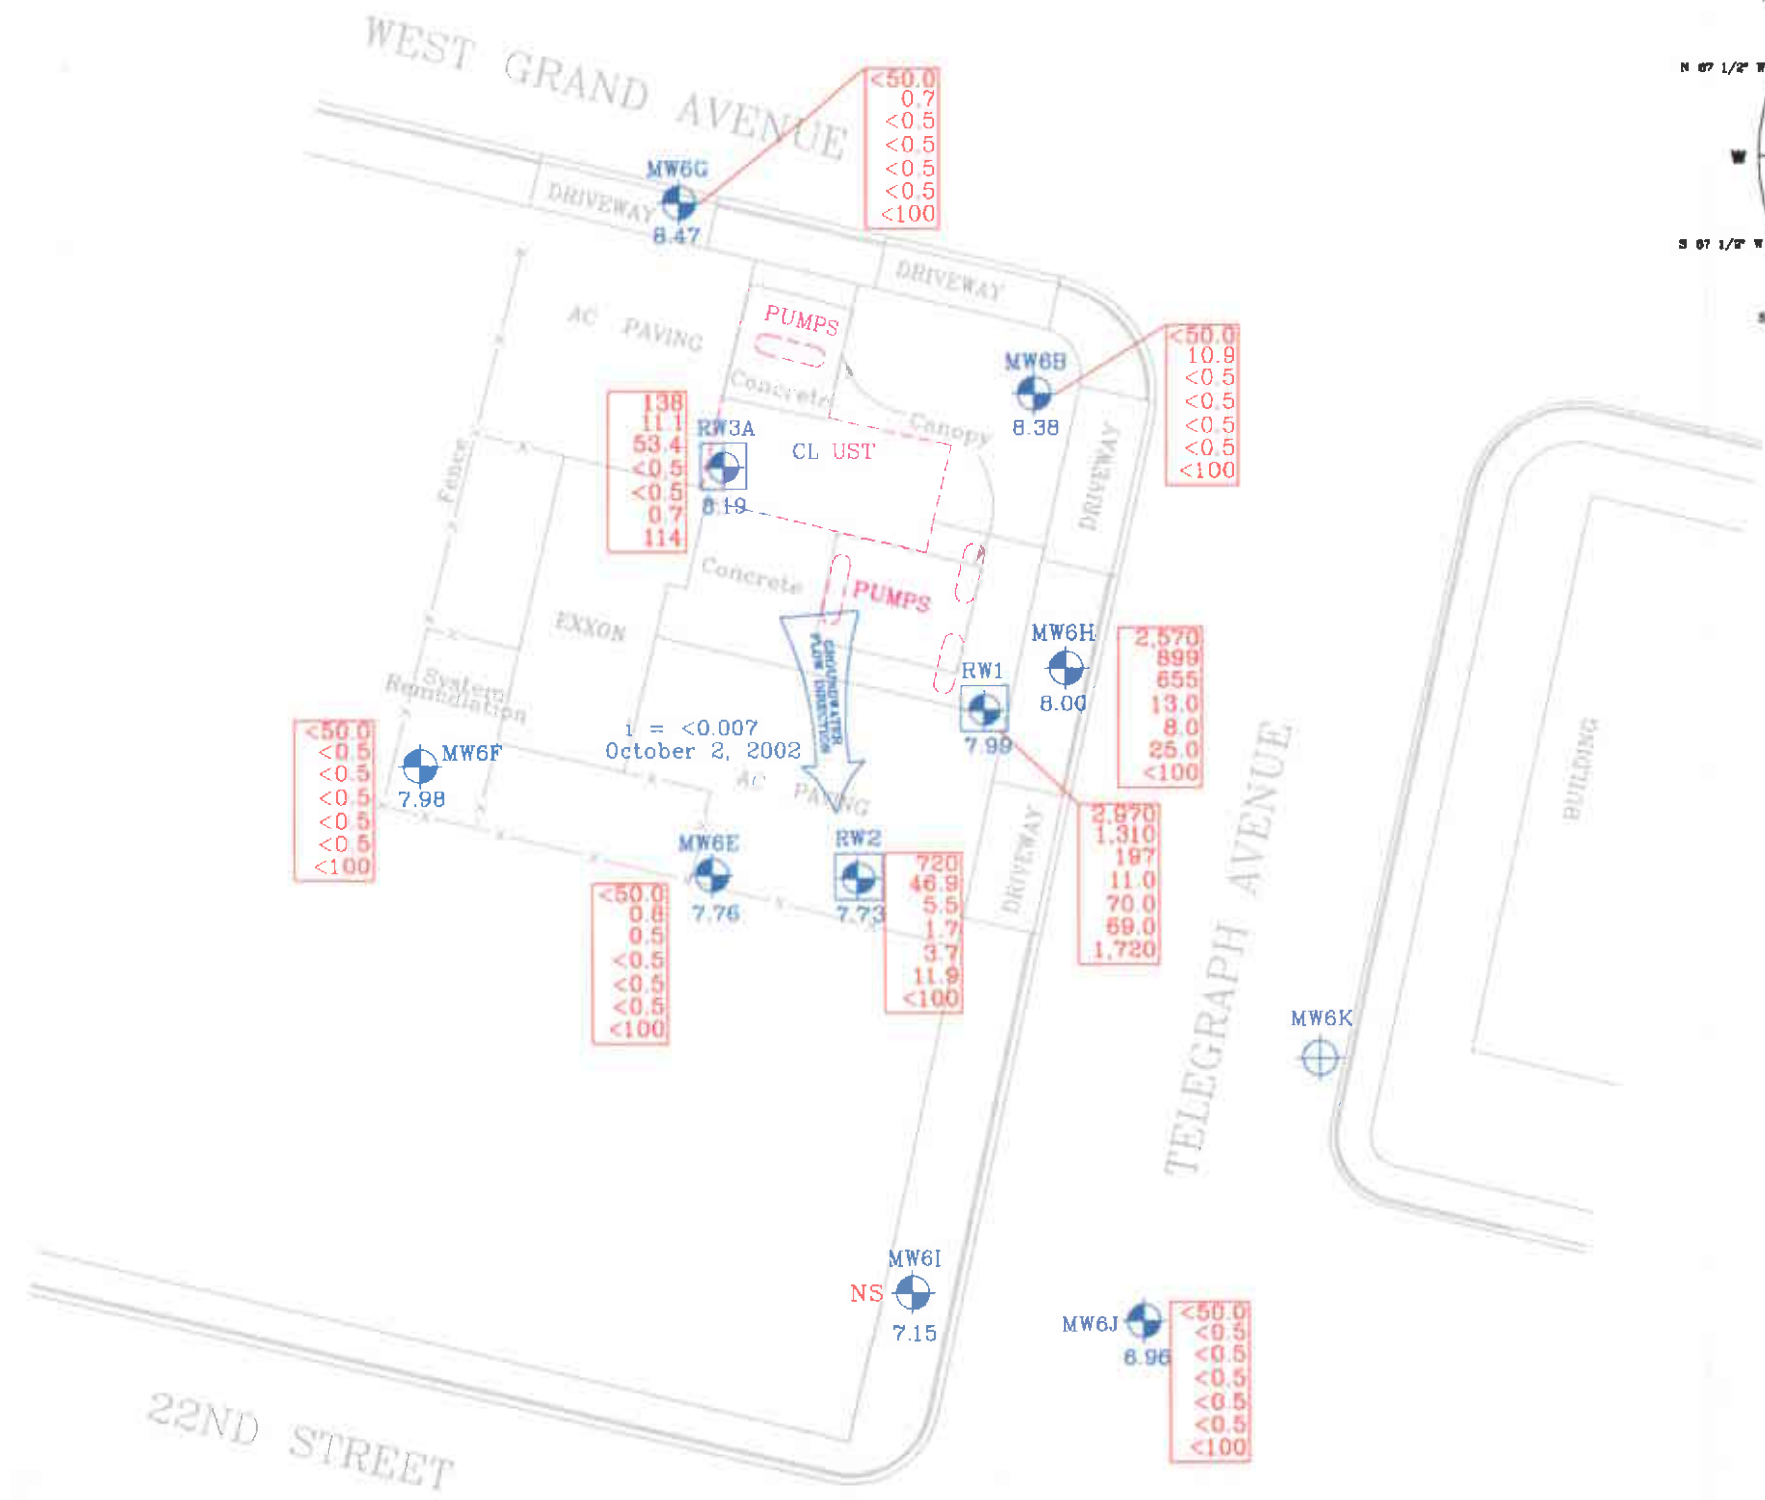 WEST GRAND AVENUE
N 67 1/2° W
W
S 67 1/2° W
<50.0
0.7
<0.5
<0.5
<0.5
<0.5
<100
MW6G
8.47
DRIVEWAY
DRIVEWAY
AC PAVING
PUMPS
Concrete
Canopy
MW6B
8.38
<50.0
10.9
<0.5
<0.5
<0.5
<0.5
<100
138
11.1
53.4
<0.5
<0.5
0.7
114
RW3A
8.19
CL UST
Fence
DRIVEWAY
Concrete
PUMPS
EXXON
GROUNDWATER
FLOW DIRECTION
System
Remediation
MW6H
8.00
2,570
899
655
13.0
8.0
25.0
<100
RW1
7.99
i = <0.007
October 2, 2002
<50.0
<0.5
<0.5
<0.5
<0.5
<0.5
<100
MW6F
7.98
AC PAVING
MW6E
7.76
<50.0
0.8
0.5
<0.5
<0.5
<0.5
<100
RW2
7.73
720
46.9
5.5
1.7
3.7
11.9
<100
DRIVEWAY
2,970
1,310
197
11.0
70.0
69.0
1,720
TELEGRAPH AVENUE
BUILDING
MW6K
MW6I
NS
7.15
MW6J
6.96
<50.0
<0.5
<0.5
<0.5
<0.5
<0.5
<100
22ND STREET